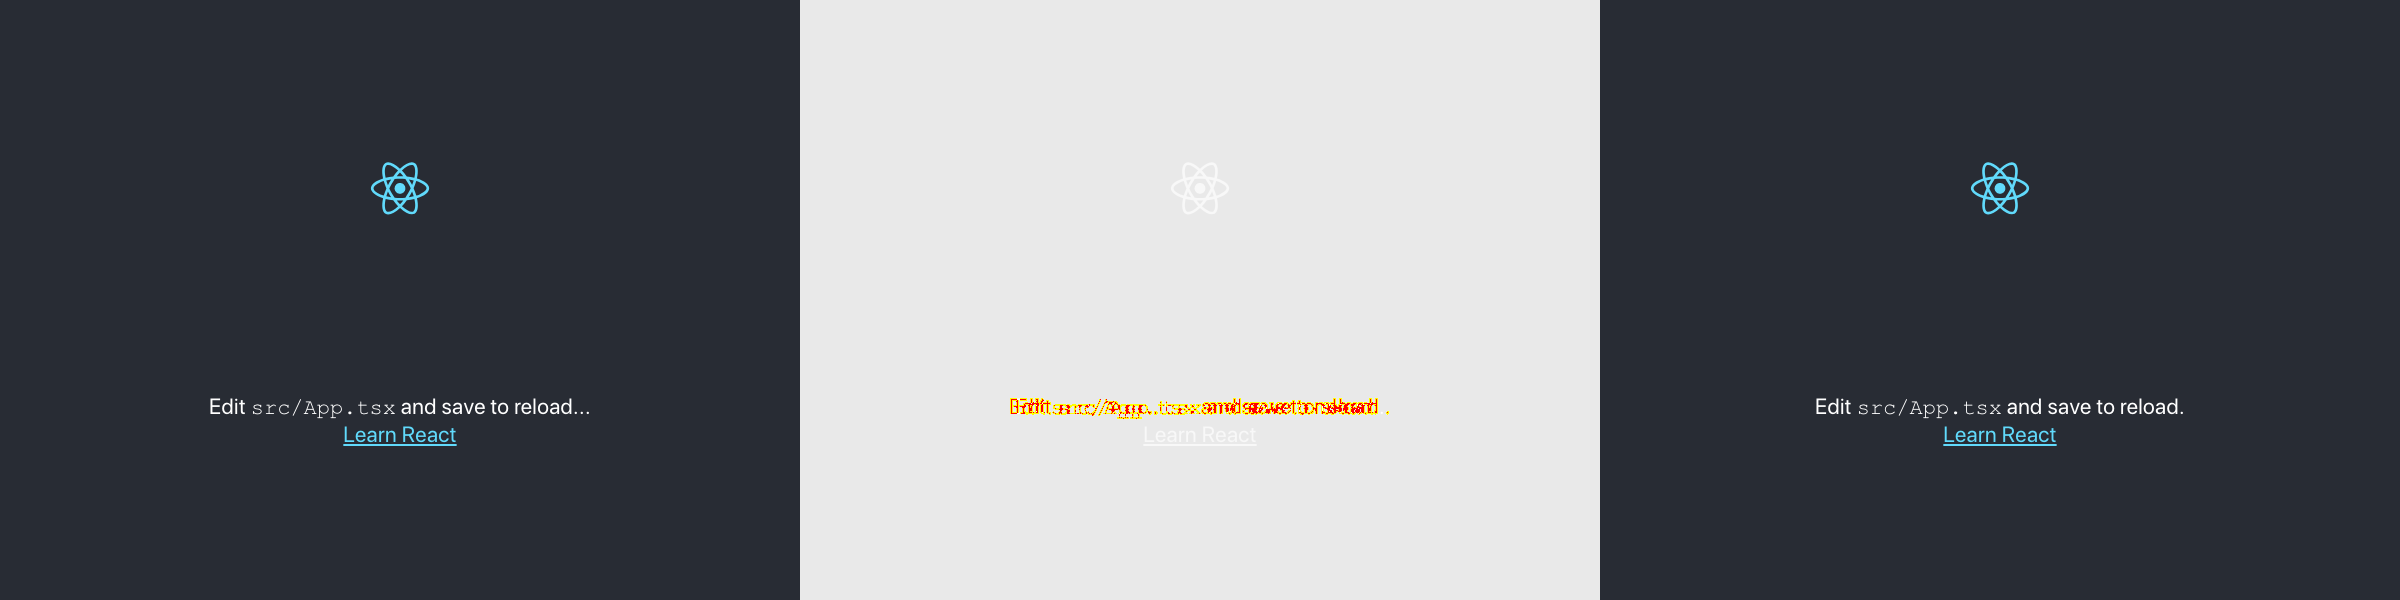 Edit src/App.tsx and save to reload...
Learn React
Learn React
Edit src/App.tsx and save to reload.
Learn React